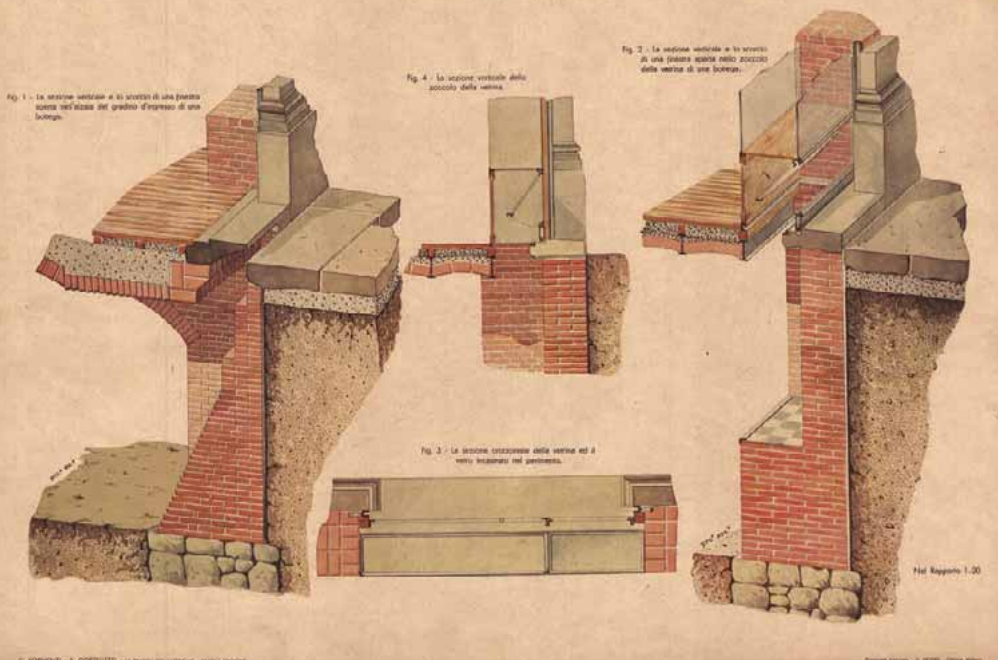 Fig. 1 - La sezione verticale e lo scorcio di una finestra
aperta nell'alzata del gradino d'ingresso di una
bottega.
Fig. 4 - La sezione verticale dello
zoccolo della vetrina.
Fig. 2 - La sezione verticale e lo scorcio
di una finestra aperta nello zoccolo
della vetrina di una bottega.
Fig. 3 - La sezione orizzontale della vetrina ed il
vetro incastrato nel pavimento.
Nel Rapporto 1:20